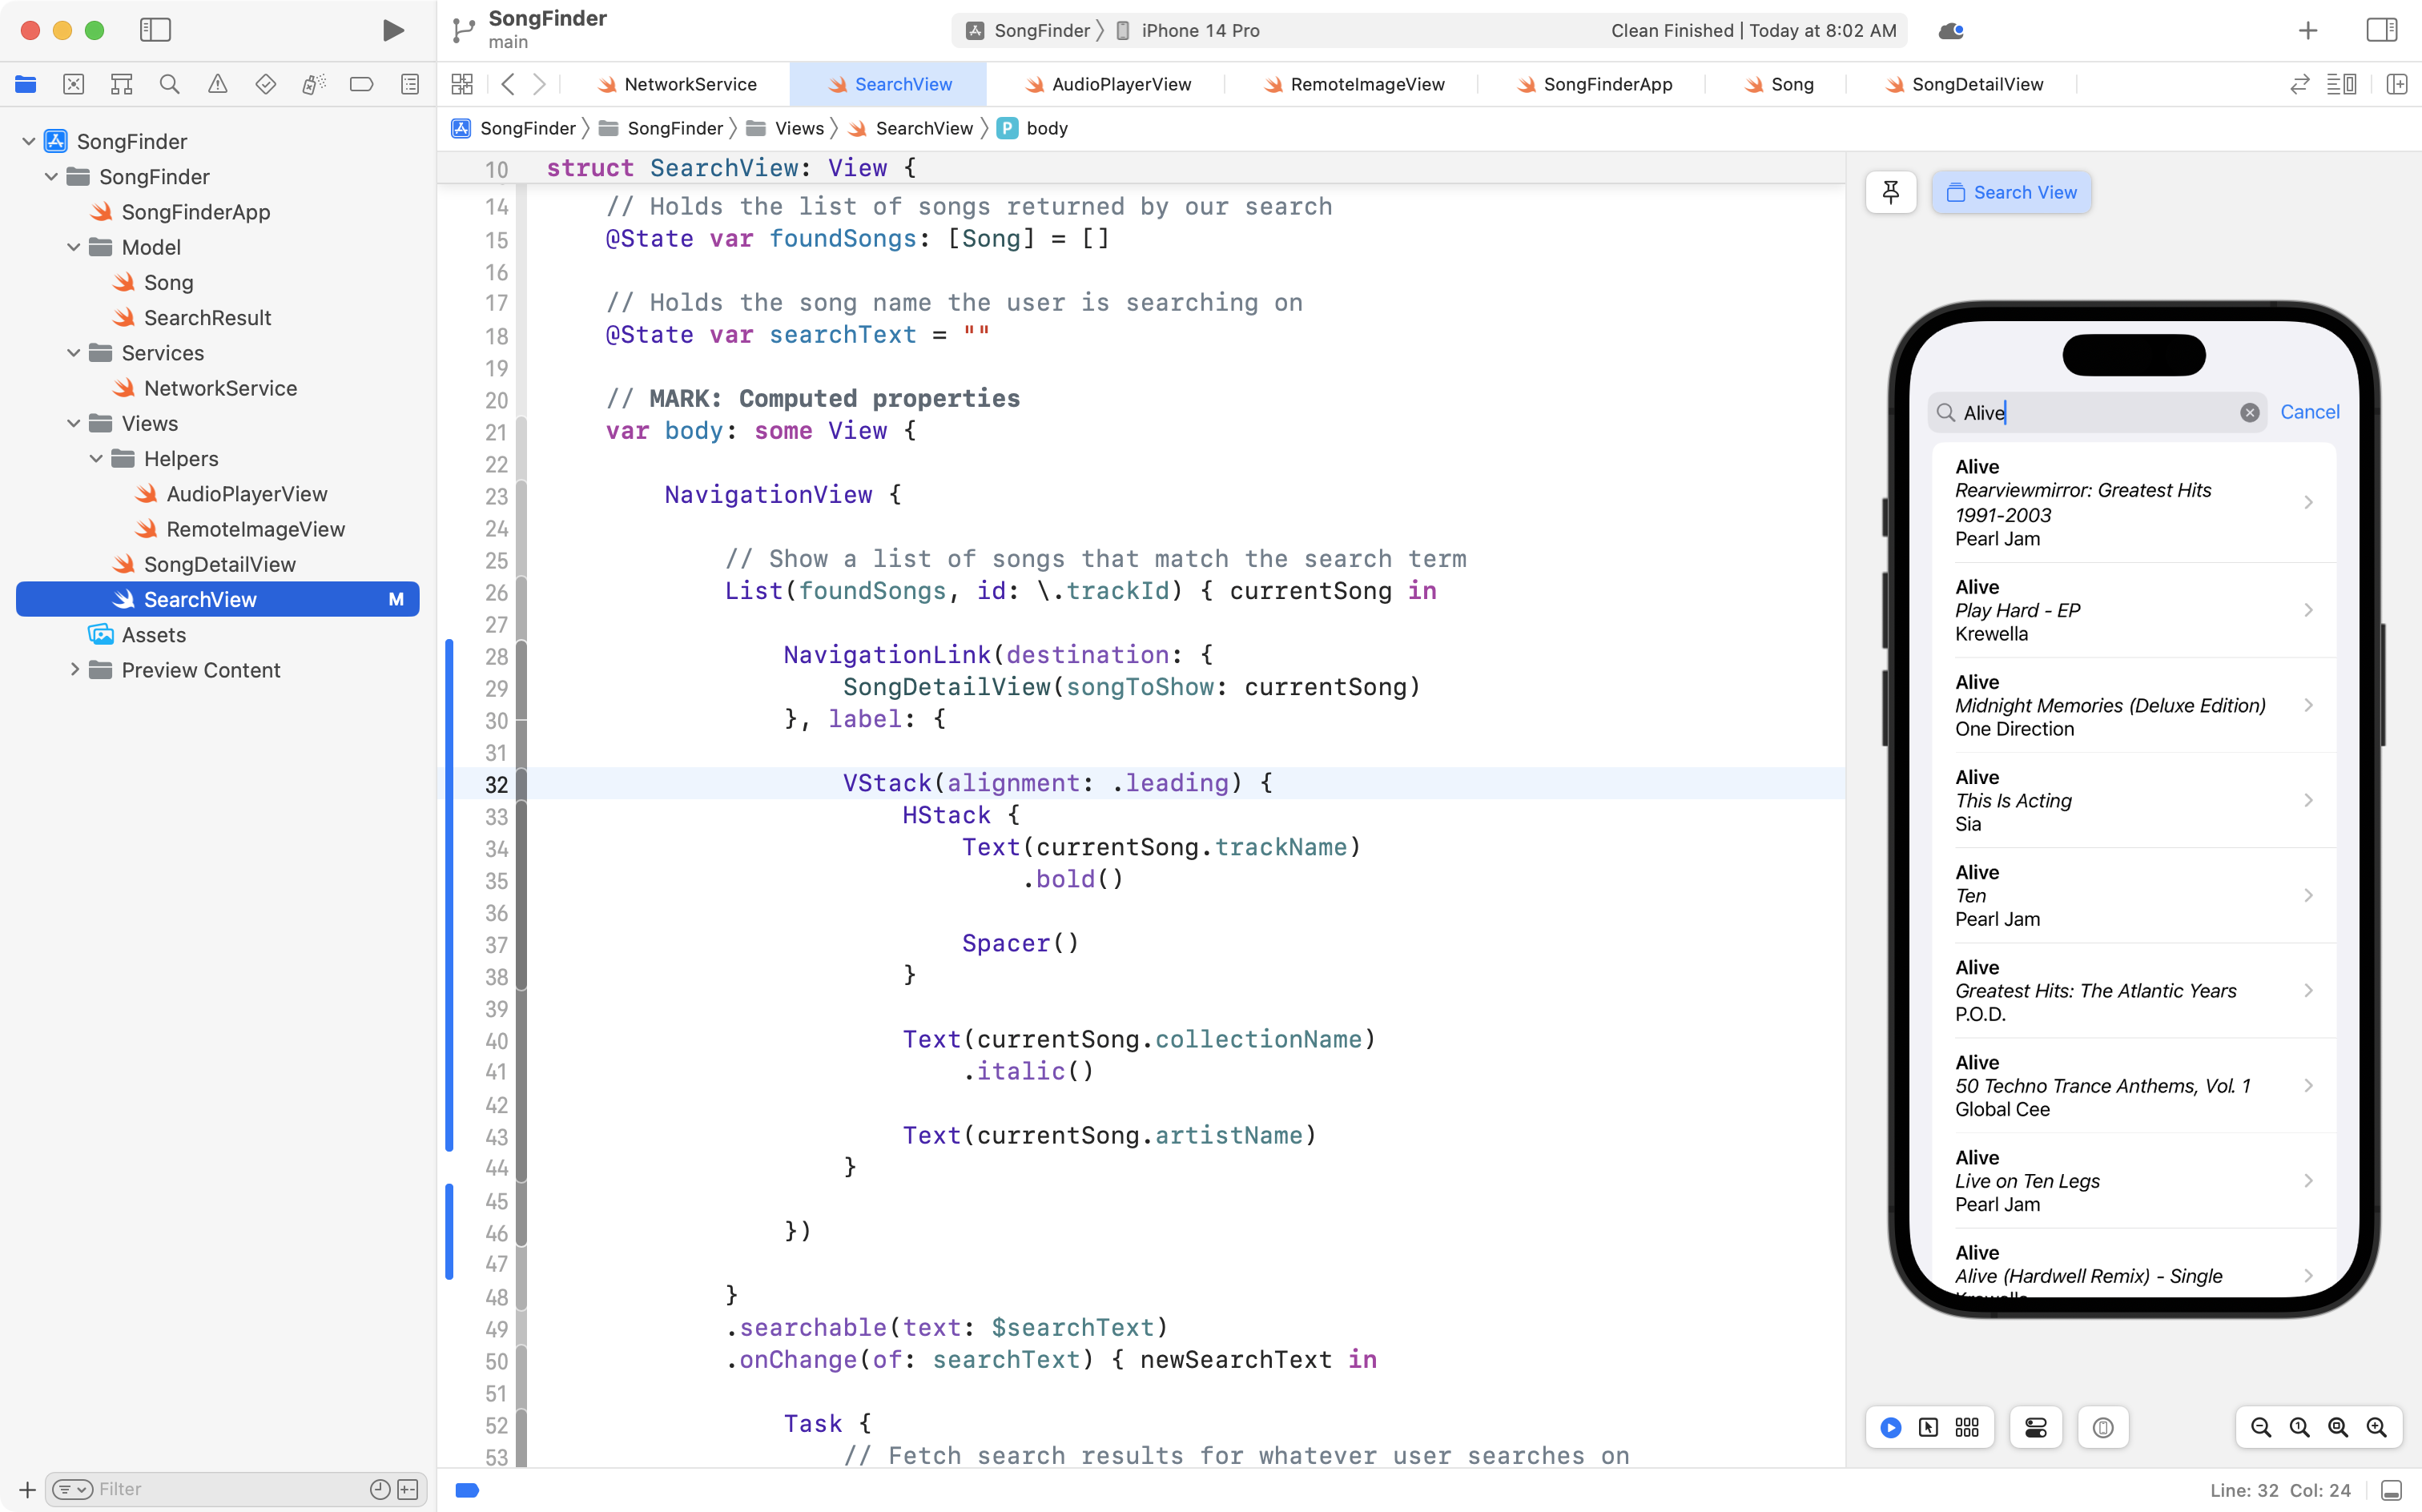 SongFinder
main
SongFinder
iPhone 14 Pro
Clean Finished | Today at 8:02 AM
NetworkService
SearchView
AudioPlayerView
RemoteImageView
SongFinderApp
Song
SongDetailView
SongFinder
SongFinder
Views
SearchView
P
body
SongFinder
SongFinder
SongFinderApp
Model
Song
SearchResult
Services
NetworkService
Views
Helpers
AudioPlayerView
RemoteImageView
SongDetailView
SearchView M
Assets
Preview Content
Filter
10 struct SearchView: View {
14 // Holds the list of songs returned by our search
15 @State var foundSongs: [Song] = []
16
17 // Holds the song name the user is searching on
18 @State var searchText = ""
19
20 // MARK: Computed properties
21 var body: some View {
22
23 NavigationView {
24
25 // Show a list of songs that match the search term
26 List(foundSongs, id: \.trackId) { currentSong in
27
28 NavigationLink(destination: {
29 SongDetailView(songToShow: currentSong)
30 }, label: {
31
32 VStack(alignment: .leading) {
33 HStack {
34 Text(currentSong.trackName)
35 .bold()
36
37 Spacer()
38 }
39
40 Text(currentSong.collectionName)
41 .italic()
42
43 Text(currentSong.artistName)
44 }
45
46 })
47
48 }
49 .searchable(text: $searchText)
50 .onChange(of: searchText) { newSearchText in
51
52 Task {
53 // Fetch search results for whatever user searches on
Search View
Alive
Cancel
Alive
Rearviewmirror: Greatest Hits
1991-2003
Pearl Jam
Alive
Play Hard - EP
Krewella
Alive
Midnight Memories (Deluxe Edition)
One Direction
Alive
This Is Acting
Sia
Alive
Ten
Pearl Jam
Alive
Greatest Hits: The Atlantic Years
P.O.D.
Alive
50 Techno Trance Anthems, Vol. 1
Global Cee
Alive
Live on Ten Legs
Pearl Jam
Alive
Alive (Hardwell Remix) - Single
Krewella
Line: 32 Col: 24